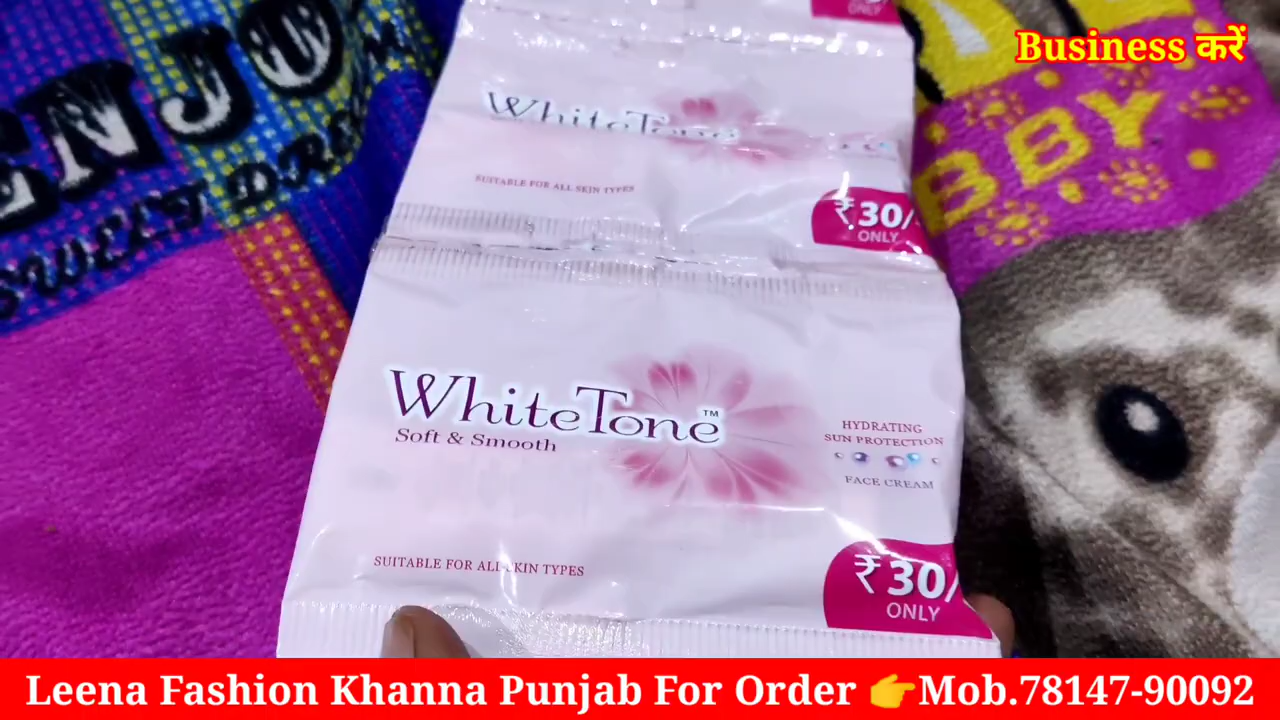 Business करें
ONLY
WhiteTone
SUITABLE FOR ALL SKIN TYPES
₹30/
ONLY
WhiteTone™
Soft & Smooth
HYDRATING
SUN PROTECTION
FACE CREAM
SUITABLE FOR ALL SKIN TYPES
₹30/
ONLY
ENJOY
SWEET
BBY
Leena Fashion Khanna Punjab For Order 👉Mob.78147-90092